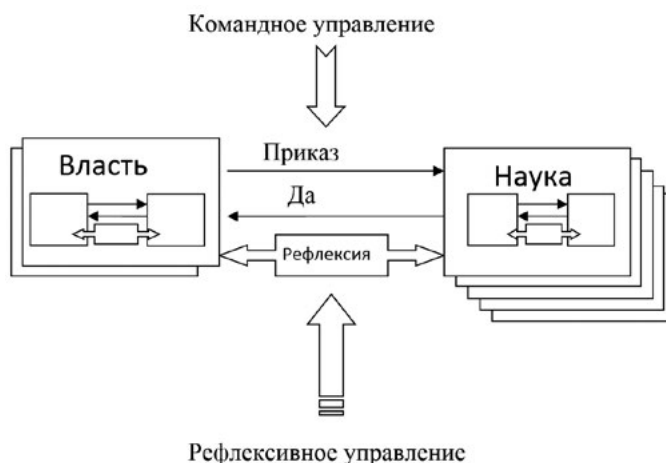 Командное управление
Власть
Приказ
Наука
Да
Рефлексия
Рефлексивное управление